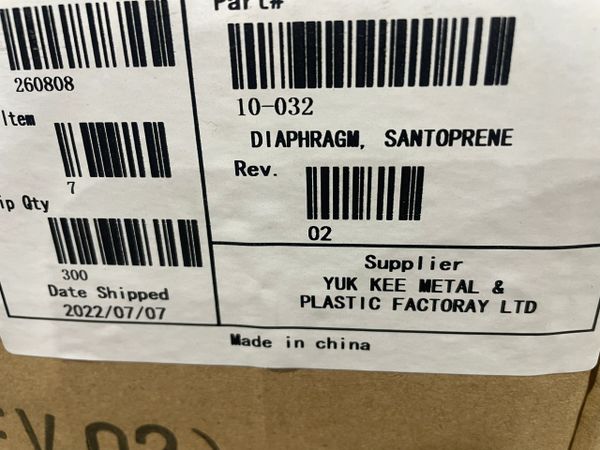 Part#
260808
10-032
DIAPHRAGM, SANTOPRENE
Item
7
Rev.
02
ip Qty
300
Date Shipped
2022/07/07
Supplier
YUK KEE METAL &
PLASTIC FACTORAY LTD
Made in china